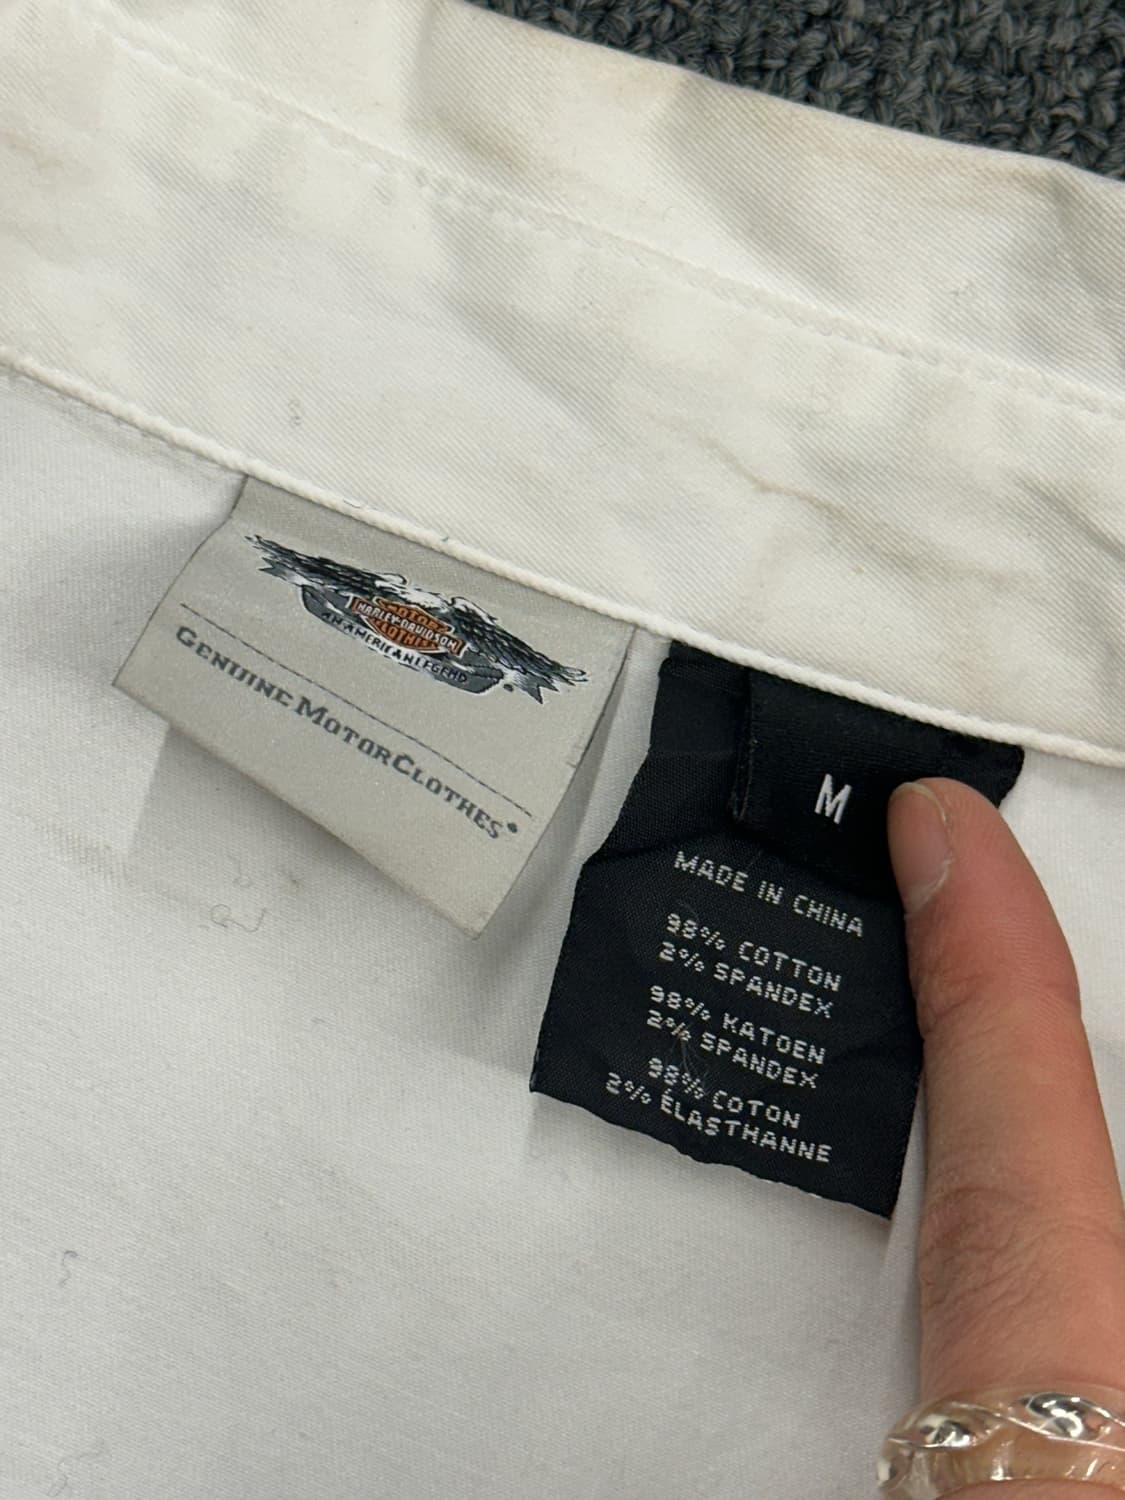 MOTOR
HARLEY-DAVIDSON
CLOTHES
AN AMERICAN LEGEND
GENUINE MOTORCLOTHES®
M
MADE IN CHINA
98% COTTON
2% SPANDEX
98% KATOEN
2% SPANDEX
98% COTON
2% ÉLASTHANNE